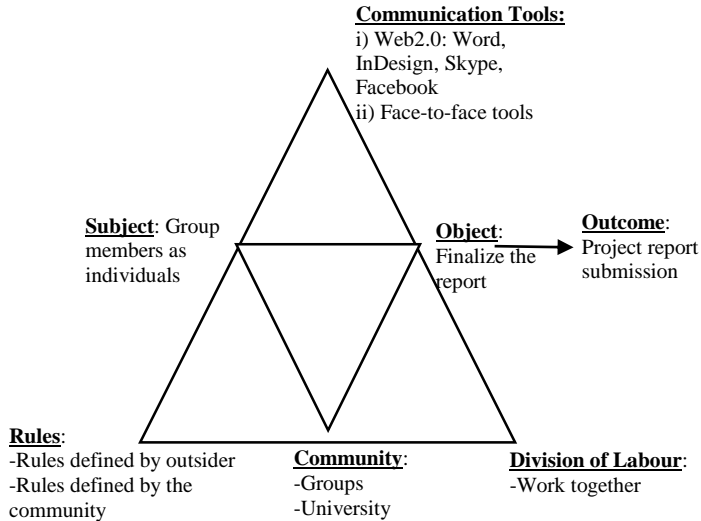 Communication Tools:
i) Web2.0: Word,
InDesign, Skype,
Facebook
ii) Face-to-face tools
Subject: Group
members as
individuals
Object:
Finalize the
report
Outcome:
Project report
submission
Rules:
-Rules defined by outsider
-Rules defined by the
community
Community:
-Groups
-University
Division of Labour:
-Work together